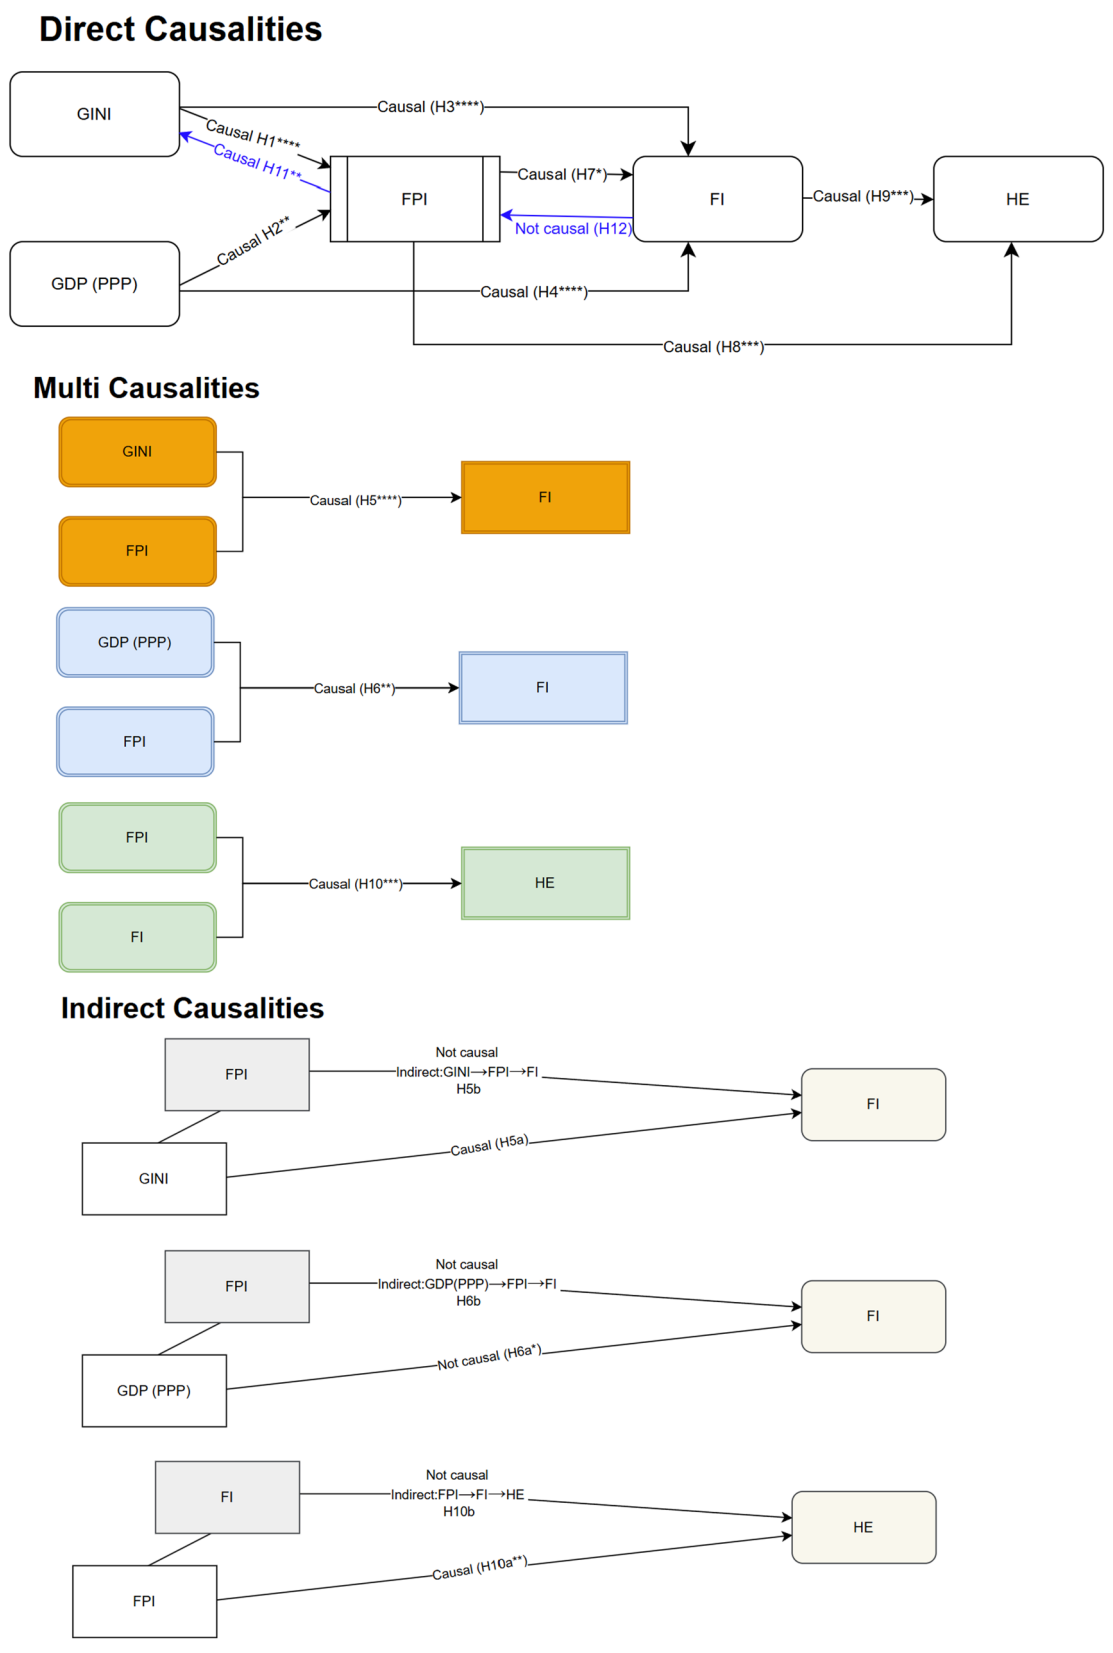 Direct Causalities
GINI
Causal (H3****)
Causal H1****
Causal H11**
FPI
Causal (H7*)
FI
Causal (H9***)
HE
Not causal (H12)
Causal H2**
GDP (PPP)
Causal (H4****)
Causal (H8***)
Multi Causalities
GINI
FPI
Causal (H5****)
FI
GDP (PPP)
FPI
Causal (H6**)
FI
FPI
FI
Causal (H10***)
HE
Indirect Causalities
FPI
Not causal
Indirect:GINI→FPI→FI
H5b
FI
Causal (H5a)
GINI
FPI
Not causal
Indirect:GDP(PPP)→FPI→FI
H6b
FI
Not causal (H6a*)
GDP (PPP)
FI
Not causal
Indirect:FPI→FI→HE
H10b
HE
Causal (H10a**)
FPI